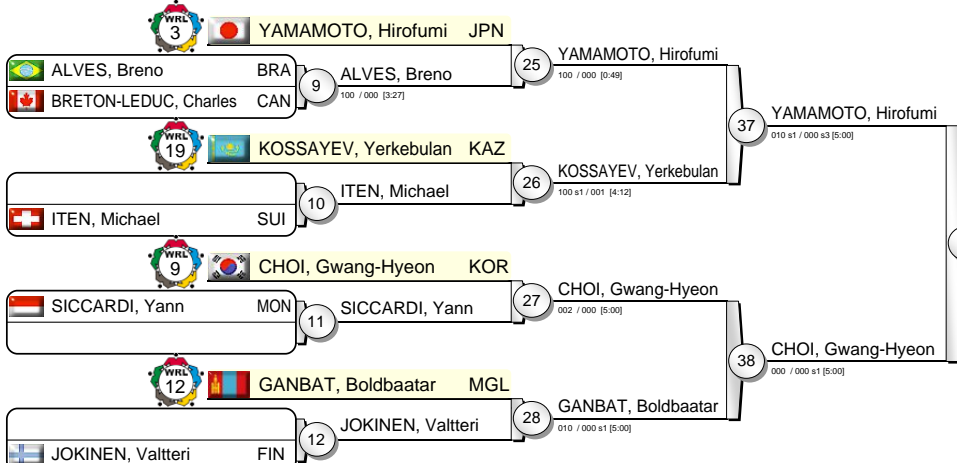 WRL
3
YAMAMOTO, Hirofumi JPN
ALVES, Breno BRA
BRETON-LEDUC, Charles CAN
9
ALVES, Breno
100 / 000 [3:27]
25
YAMAMOTO, Hirofumi
100 / 000 [0:49]
WRL
19
KOSSAYEV, Yerkebulan KAZ
ITEN, Michael SUI
10
ITEN, Michael
26
KOSSAYEV, Yerkebulan
100 s1 / 001 [4:12]
37
YAMAMOTO, Hirofumi
010 s1 / 000 s3 [5:00]
WRL
9
CHOI, Gwang-Hyeon KOR
SICCARDI, Yann MON
11
SICCARDI, Yann
27
CHOI, Gwang-Hyeon
002 / 000 [5:00]
WRL
12
GANBAT, Boldbaatar MGL
JOKINEN, Valtteri FIN
12
JOKINEN, Valtteri
28
GANBAT, Boldbaatar
010 / 000 s1 [5:00]
38
CHOI, Gwang-Hyeon
000 / 000 s1 [5:00]